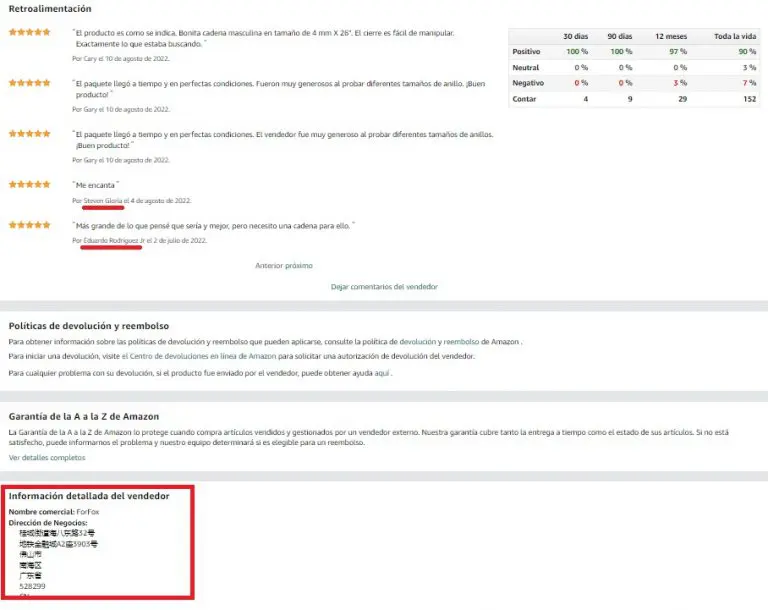 Retroalimentación
"El producto es como se indica, Bonita cadena masculina en tamaño de 4 mm X 26". El cierre es fácil de manipular.
Exactamente lo que estaba buscando. "
Por Cary el 10 de agosto de 2022.
"El paquete llegó a tiempo y en perfectas condiciones. Fueron muy generosos al probar diferentes tamaños de anillo. ¡Buen
producto! "
Por Gary el 10 de agosto de 2022.
"El paquete llegó a tiempo y en perfectas condiciones. El vendedor fue muy generoso al probar diferentes tamaños de anillos.
¡Buen producto! "
Por Gary el 10 de agosto de 2022.
"Me encanta "
Por Steven Gloria el 4 de agosto de 2022.
"Más grande de lo que pensé que sería y mejor, pero necesito una cadena para ello. "
Por Eduardo Rodriguez Jr el 2 de julio de 2022.
Anterior próximo
Dejar comentarios del vendedor
30 dias 90 dias 12 meses Toda la vida
Positivo 100 % 100 % 97 % 90 %
Neutral 0 % 0 % 0 % 3 %
Negativo 0 % 0 % 3 % 7 %
Contar 4 9 29 152
Políticas de devolución y reembolso
Para obtener información sobre las políticas de devolución y reembolso que pueden aplicarse, consulte la política de devolución y reembolso de Amazon .
Para iniciar una devolución, visite el Centro de devoluciones en línea de Amazon para solicitar una autorización de devolución del vendedor.
Para cualquier problema con su devolución, si el producto fue enviado por el vendedor, puede obtener ayuda aquí .
Garantía de la A a la Z de Amazon
La Garantía de la A a la Z de Amazon lo protege cuando compra artículos vendidos y gestionados por un vendedor externo. Nuestra garantía cubre tanto la entrega a tiempo como el estado de sus artículos. Si no está
satisfecho, puede informarnos el problema y nuestro equipo determinará si es elegible para un reembolso.
Ver detalles completos
Información detallada del vendedor
Nombre comercial: ForFox
Dirección de Negocios:
桂城街道海八东路32号
地铁金融城A2座3903号
佛山市
南海区
广东省
528299